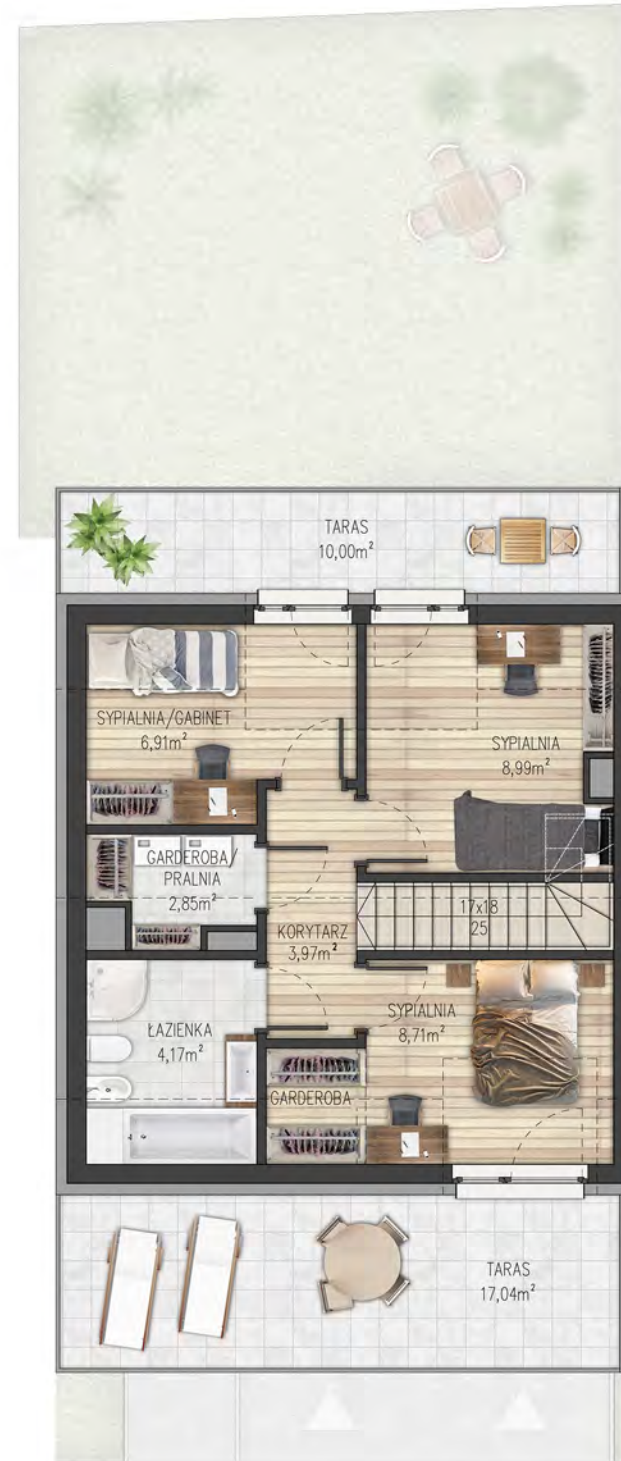 TARAS
10,00m²
SYPIALNIA/GABINET
6,91m²
SYPIALNIA
8,99m²
GARDEROBA/
PRALNIA
2,85m²
17x18
25
KORYTARZ
3,97m²
SYPIALNIA
8,71m²
ŁAZIENKA
4,17m²
GARDEROBA
TARAS
17,04m²